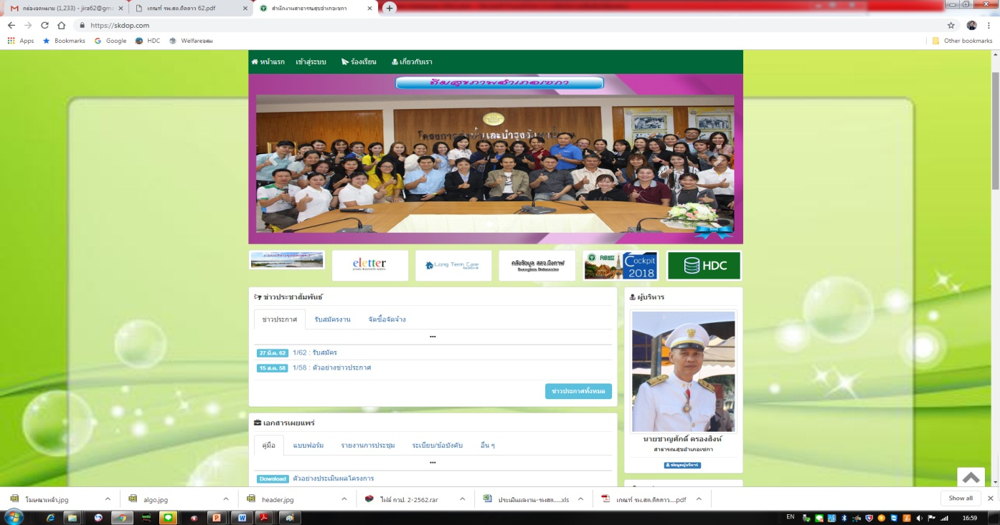 กล่องจดหมาย (1,233) - jira62@gma
เกณฑ์ รพ.สต.ติดดาว 62.pdf
สำนักงานสาธารณสุขอำเภอเซกา
https://skdop.com
Apps
Bookmarks
Google
HDC
Welfareอสม
Other bookmarks
หน้าแรก
เข้าสู่ระบบ
ร้องเรียน
เกี่ยวกับเรา
ทีมสุขภาพอำเภอเซกา
eletter
Long Term Care
คลังข้อมูล สสจ.บึงกาฬ
Cockpit
2018
HDC
ข่าวประชาสัมพันธ์
ผู้บริหาร
ข่าวประกาศ
รับสมัครงาน
จัดซื้อจัดจ้าง
...
27 มี.ค. 62 1/62 : รับสมัคร
15 ส.ค. 58 1/58 : ตัวอย่างข่าวประกาศ
ข่าวประกาศทั้งหมด
เอกสารเผยแพร่
คู่มือ
แบบฟอร์ม
รายงานการประชุม
ระเบียบ/ข้อบังคับ
อื่น ๆ
...
Download ตัวอย่างประเมินผลโครงการ
นายชาญศักดิ์ ครองสิงห์
สาธารณสุขอำเภอเซกา
ข้อมูลผู้บริหาร
โฆษณาเหล้า.jpg
algo.jpg
header.jpg
ไฟล์ กวป. 2-2562.rar
ประเมินผลงาน-รพสต.....xls
เกณฑ์ รพ.สต.ติดดาว....pdf
Show all
EN
16:59